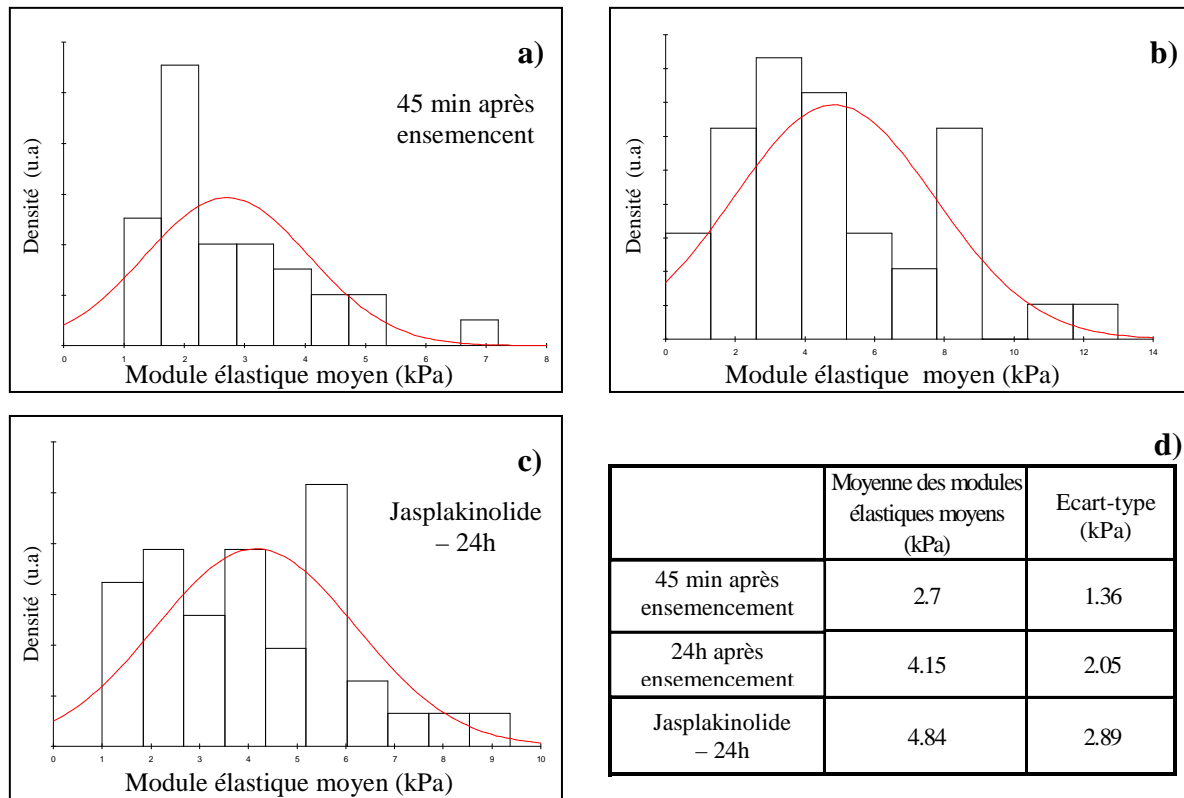 a)
45 min après
ensemencent
Densité (u.a)
0 1 2 3 4 5 6 7 8
Module élastique moyen (kPa)
b)
Densité (u.a)
0 2 4 6 8 10 12 14
Module élastique moyen (kPa)
c)
Jasplakinolide
– 24h
Densité (u.a)
0 1 2 3 4 5 6 7 8 9 10
Module élastique moyen (kPa)
d)
Moyenne des modules
élastiques moyens
(kPa)
Ecart-type
(kPa)
45 min après
ensemencement
2.7
1.36
24h après
ensemencement
4.15
2.05
Jasplakinolide
– 24h
4.84
2.89